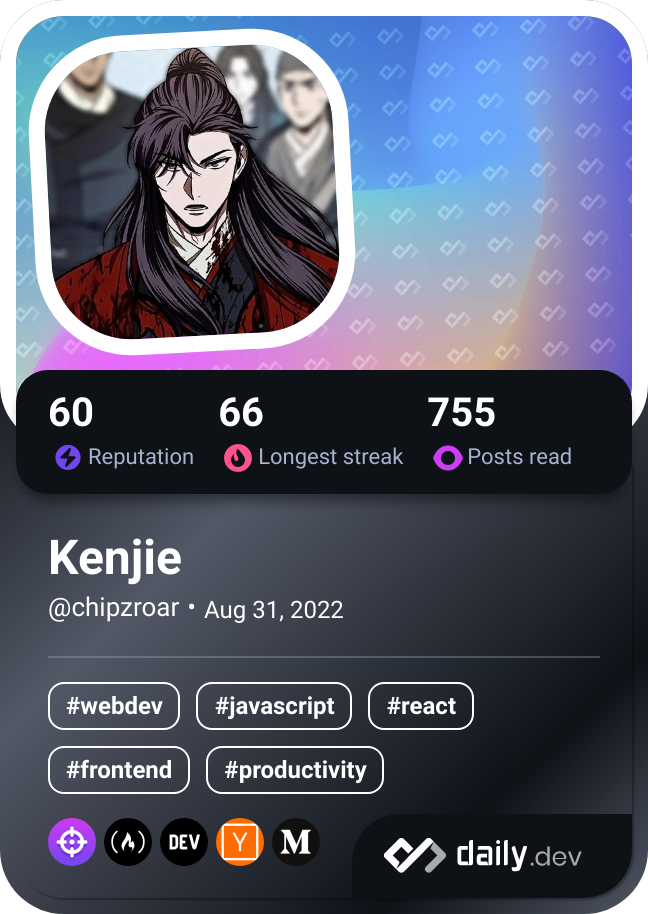 60 66 755
Reputation Longest streak Posts read
Kenjie
@chipzroar • Aug 31, 2022
#webdev #javascript #react
#frontend #productivity
DEV Y M daily.dev